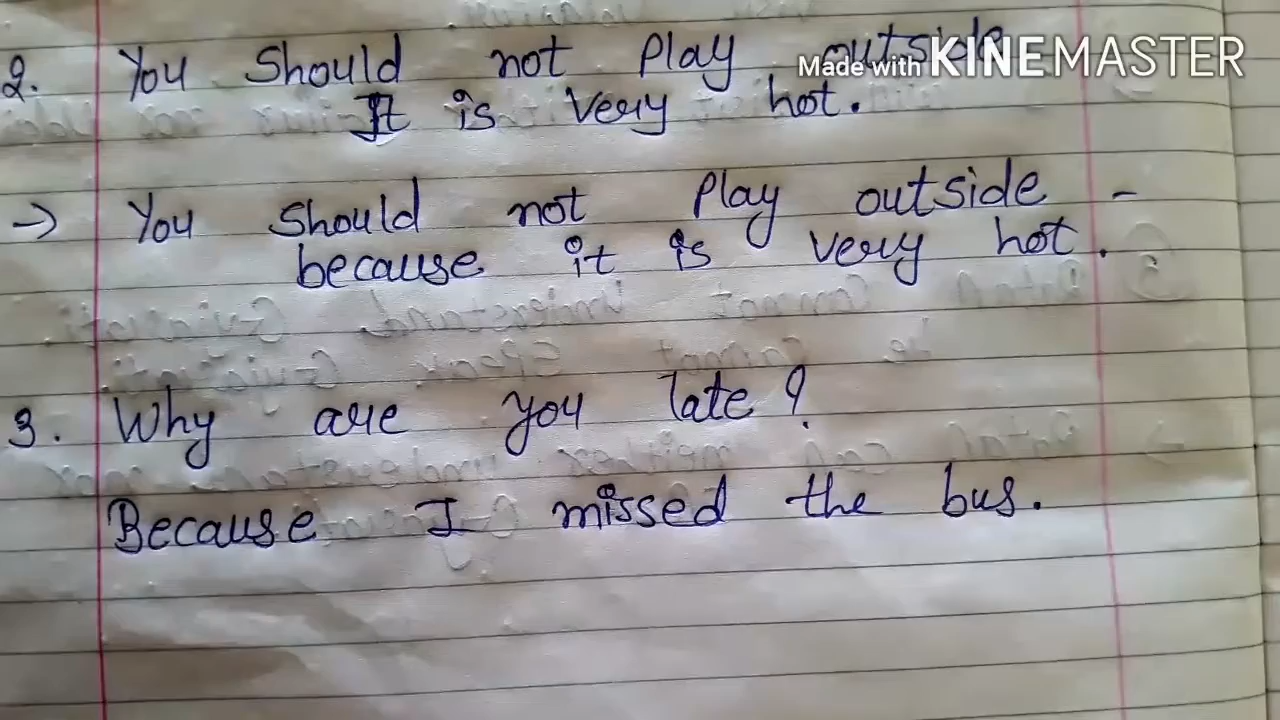 2. You should not Play outside
It is very hot.
Made with KINEMASTER
→ You should not Play outside -
because it is very hot.
3. Why are you late?
Because I missed the bus.